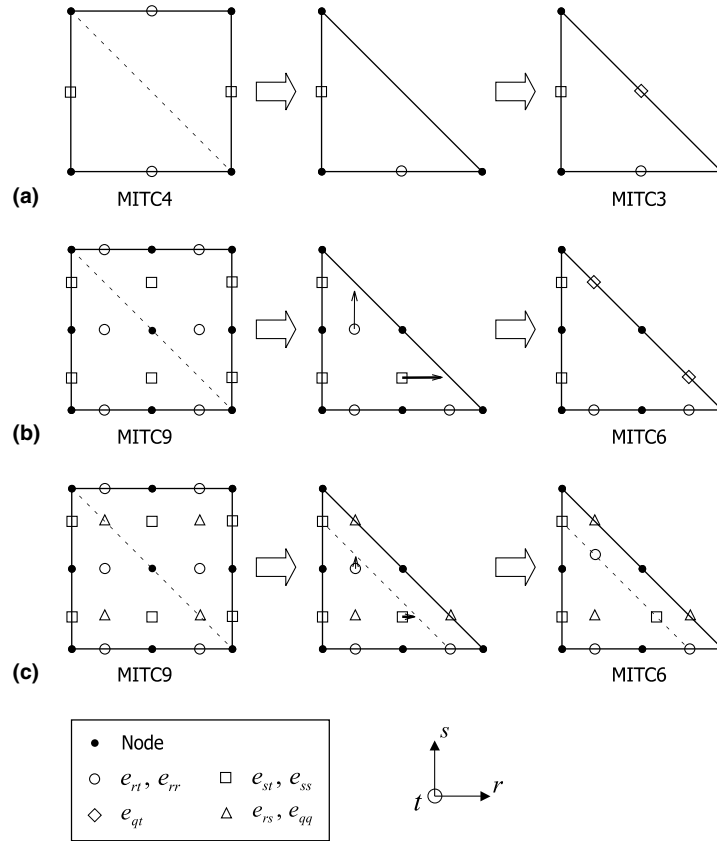 (a)
MITC4
MITC3
(b)
MITC9
MITC6
(c)
MITC9
MITC6
Node
e_rt, e_rr
e_st, e_ss
e_qt
e_rs, e_qq
s
t
r